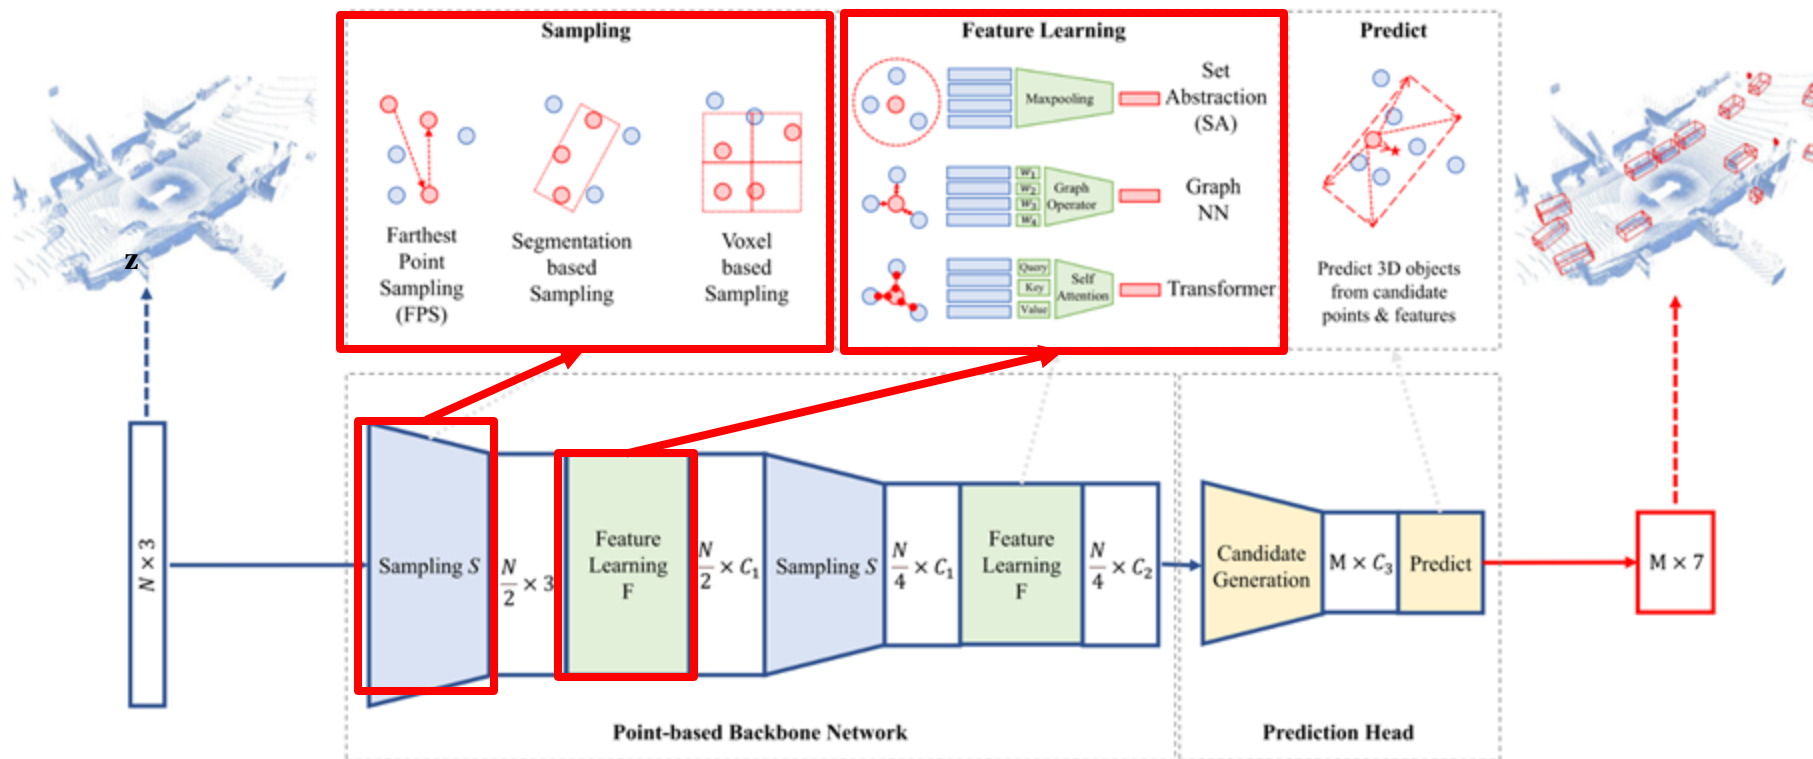 Sampling
Farthest
Point
Sampling
(FPS)
Segmentation
based
Sampling
Voxel
based
Sampling
Feature Learning
Maxpooling
Set
Abstraction
(SA)
W₁
W₂
W₃
W₄
Graph
Operator
Graph
NN
Query
Key
Value
Self
Attention
Transformer
Predict
Predict 3D objects
from candidate
points & features
z
N × 3
Sampling S
N/2 × 3
Feature
Learning
F
N/2 × C₁
Sampling S
N/4 × C₁
Feature
Learning
F
N/4 × C₂
Candidate
Generation
M × C₃
Predict
M × 7
Point-based Backbone Network
Prediction Head